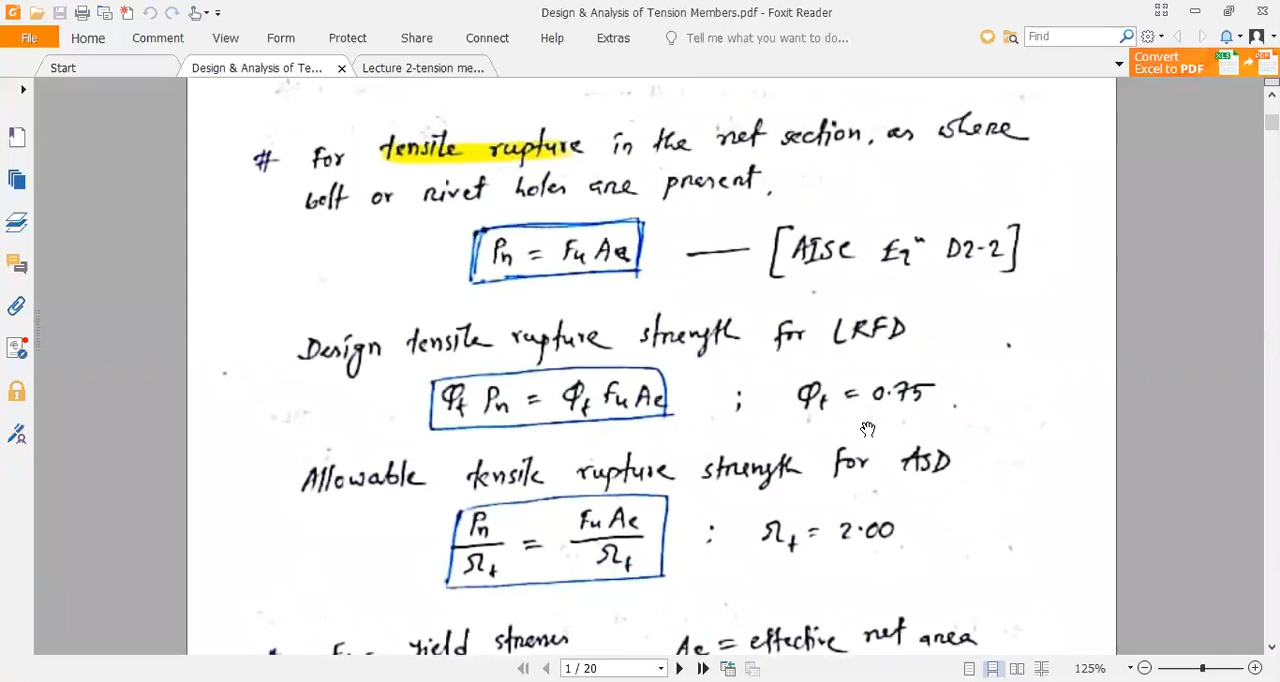 Design & Analysis of Tension Members.pdf - Foxit Reader
File Home Comment View Form Protect Share Connect Help Extras Tell me what you want to do... Find
Start Design & Analysis of Te... Lecture 2-tension me...
Convert
Excel to PDF
# For tensile rupture in the net section, as where
bolt or rivet holes are present.
Pn = Fu Ae — [AISC Eqn D2-2]
Design tensile rupture strength for LRFD
Φt Pn = Φt Fu Ae ; Φt = 0.75
Allowable tensile rupture strength for ASD
Pn/Ωt = Fu Ae/Ωt : Ωt = 2.00
yield stresses Ae = effective net area
1 / 20 125%